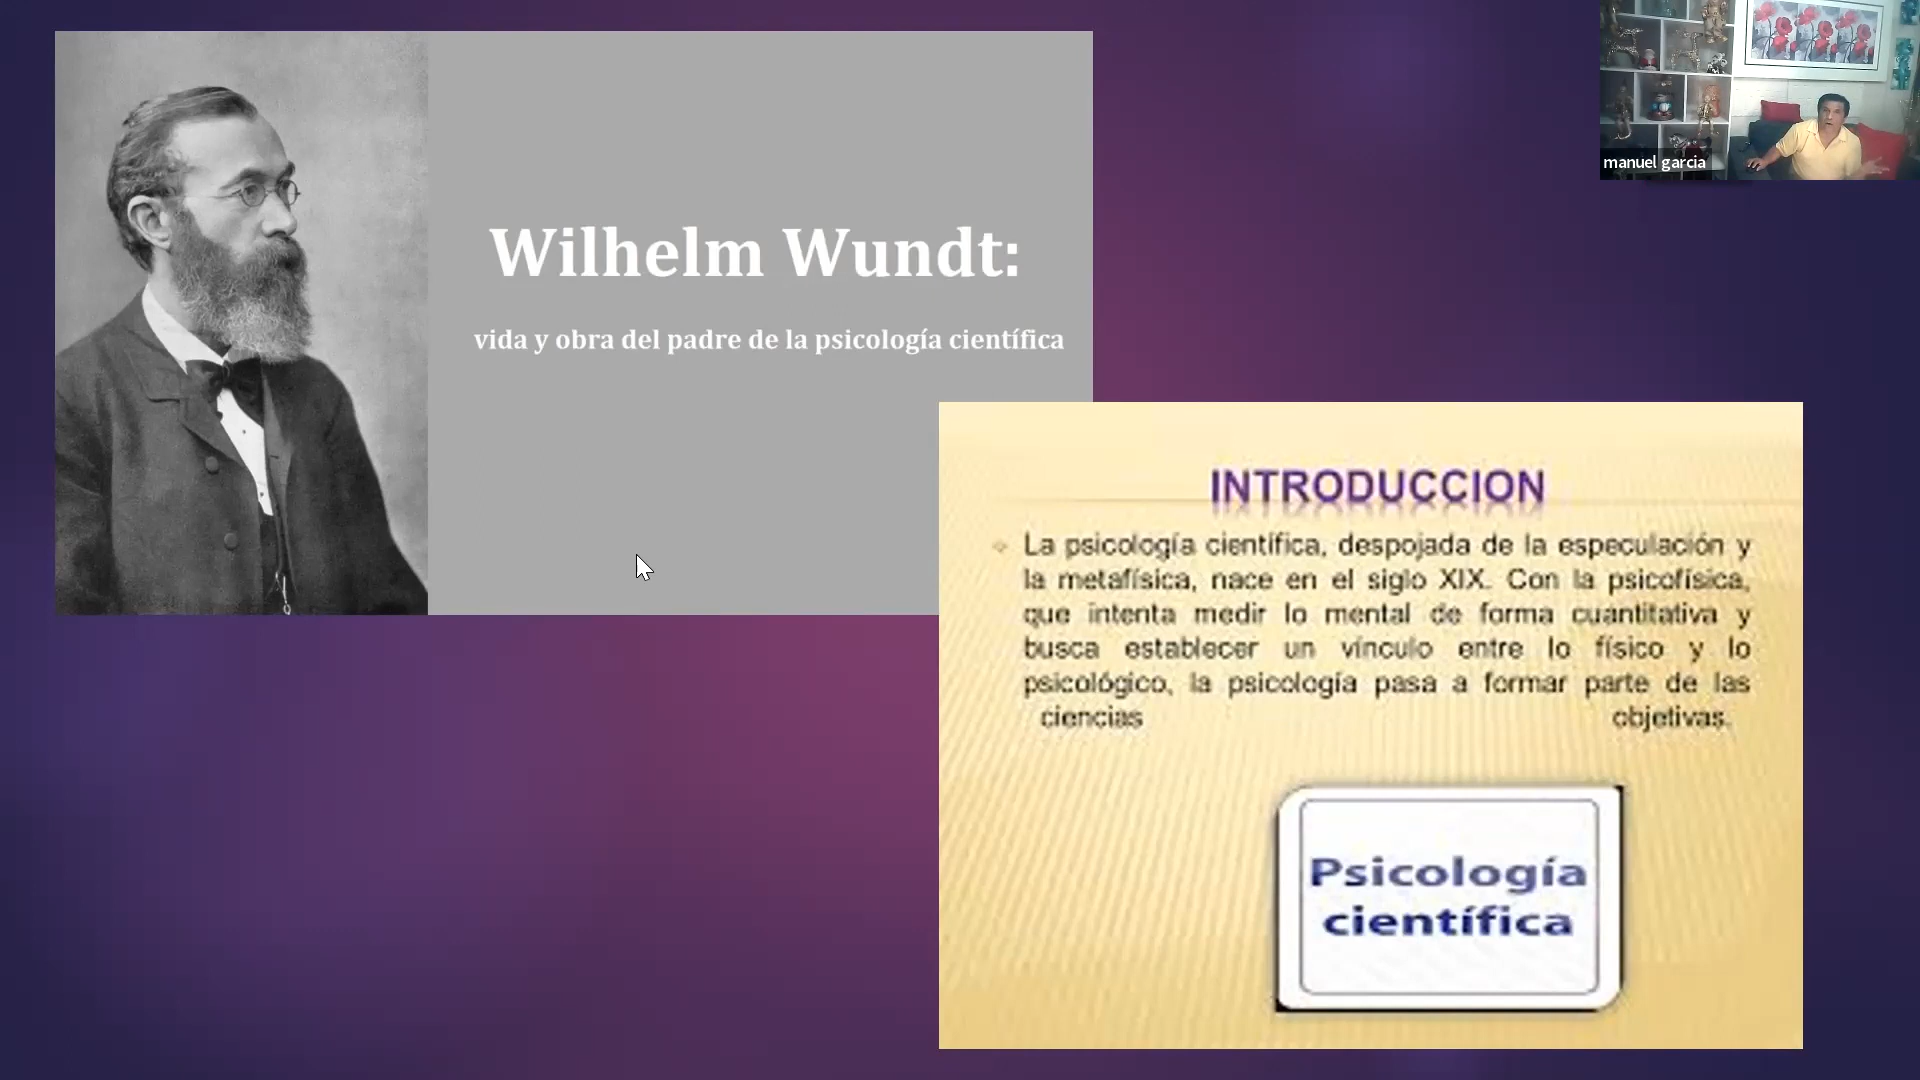 manuel garcia
Wilhelm Wundt:
vida y obra del padre de la psicología científica
INTRODUCCION
La psicología científica, despojada de la especulación y
la metafísica, nace en el siglo XIX. Con la psicofísica,
que intenta medir lo mental de forma cuantitativa y
busca establecer un vínculo entre lo físico y lo
psicológico, la psicología pasa a formar parte de las
ciencias objetivas.
Psicología
científica